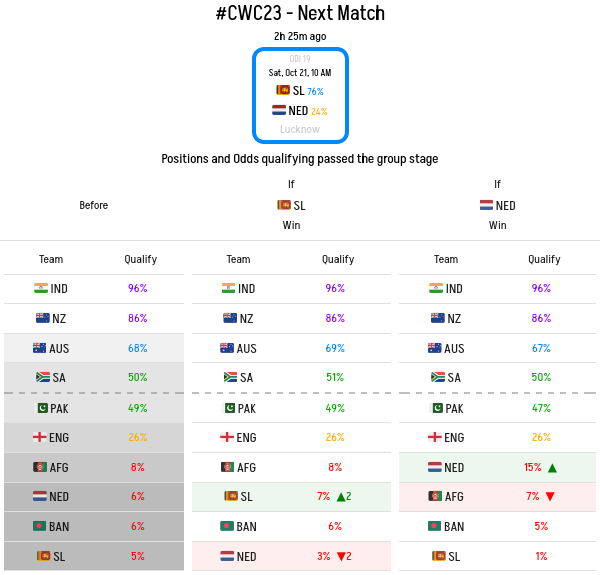 #CWC23 - Next Match
2h 25m ago
ODI 19
Sat, Oct 21, 10 AM
SL 76%
NED 24%
Lucknow
Positions and Odds qualifying passed the group stage
Before
If
SL
Win
If
NED
Win
Team Qualify Team Qualify Team Qualify
IND 96% IND 96% IND 96%
NZ 86% NZ 86% NZ 86%
AUS 68% AUS 69% AUS 67%
SA 50% SA 51% SA 50%
PAK 49% PAK 49% PAK 47%
ENG 26% ENG 26% ENG 26%
AFG 8% AFG 8% NED 15% ▲
NED 6% SL 7% ▲2 AFG 7% ▼
BAN 6% BAN 6% BAN 5%
SL 5% NED 3% ▼2 SL 1%